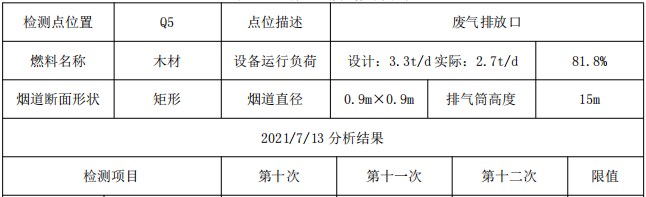 检测点位置 Q5 点位描述 废气排放口
燃料名称 木材 设备运行负荷 设计：3.3t/d 实际：2.7t/d 81.8%
烟道断面形状 矩形 烟道直径 0.9m×0.9m 排气筒高度 15m
2021/7/13 分析结果
检测项目 第十次 第十一次 第十二次 限值